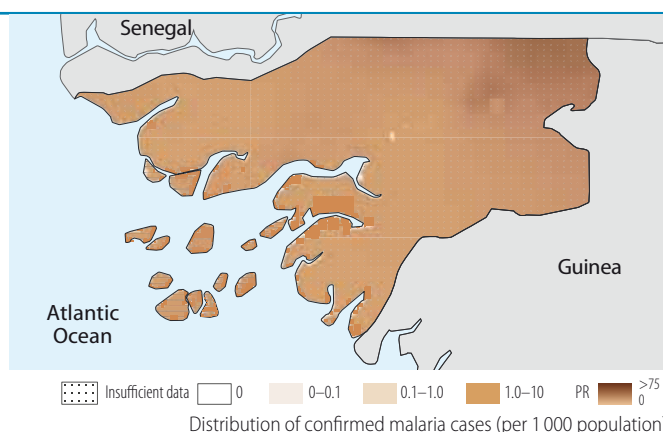 Senegal
Guinea
Atlantic
Ocean
Insufficient data 0 0–0.1 0.1–1.0 1.0–10 PR >75
0
Distribution of confirmed malaria cases (per 1 000 population)